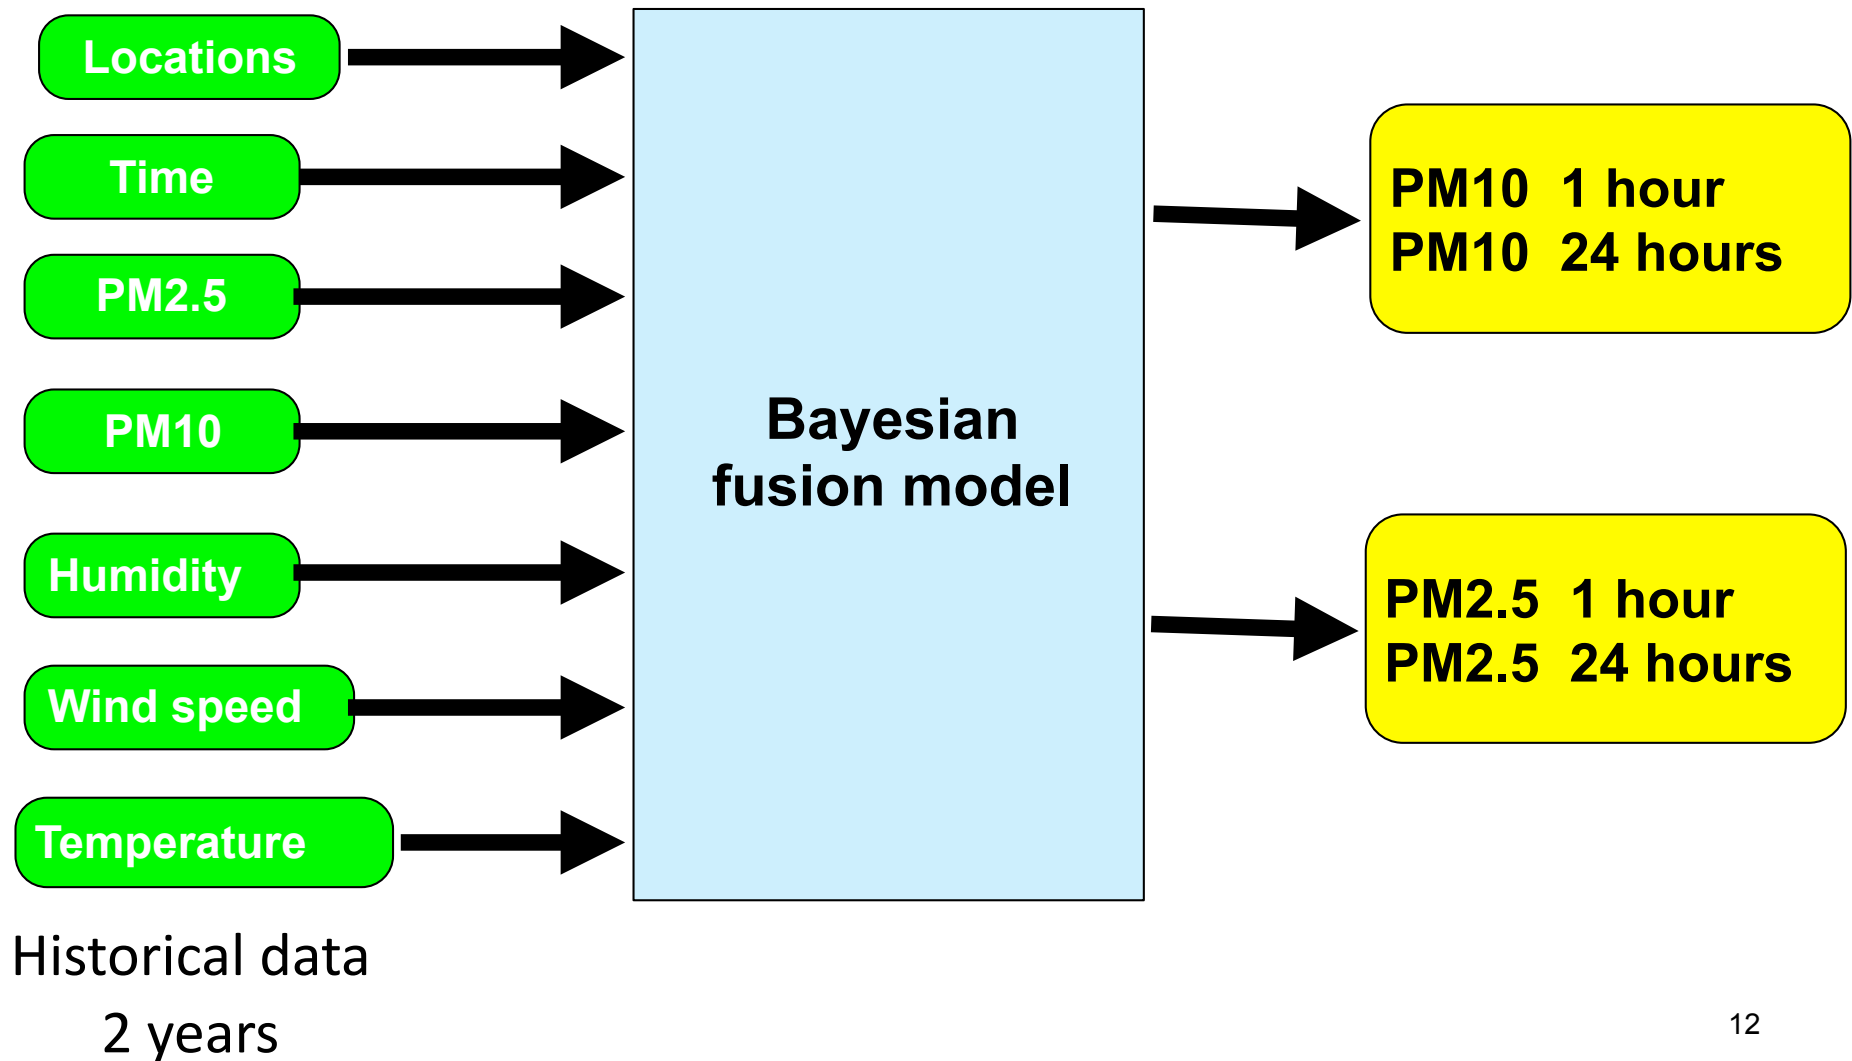 Locations
Time
PM2.5
PM10
Humidity
Wind speed
Temperature
Historical data
2 years
Bayesian
fusion model
PM10 1 hour
PM10 24 hours
PM2.5 1 hour
PM2.5 24 hours
12